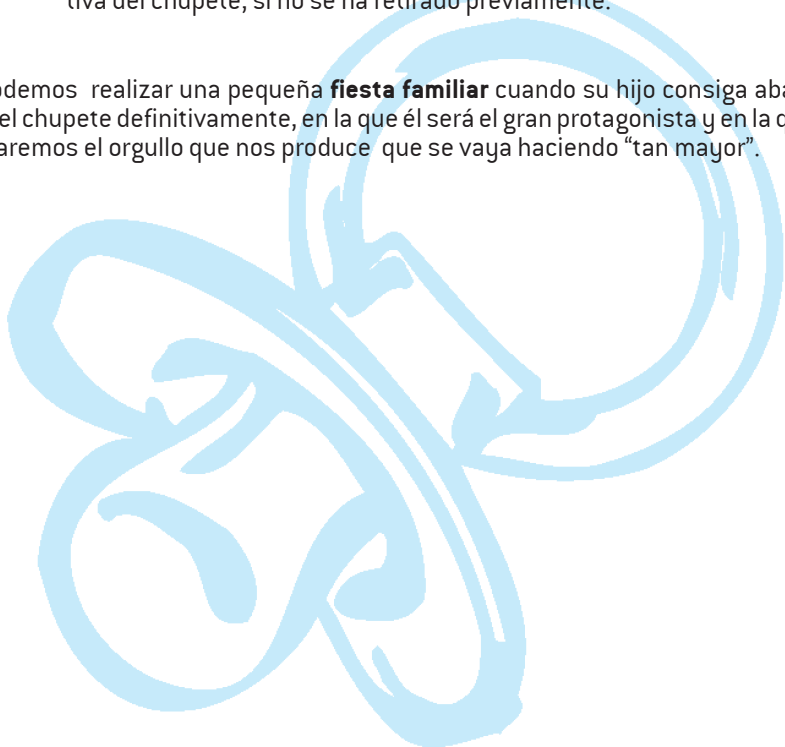 tiva del chupete, si no se ha retirado previamente.
odemos realizar una pequeña fiesta familiar cuando su hijo consiga aba
el chupete definitivamente, en la que él será el gran protagonista y en la q
aremos el orgullo que nos produce que se vaya haciendo “tan mayor”.